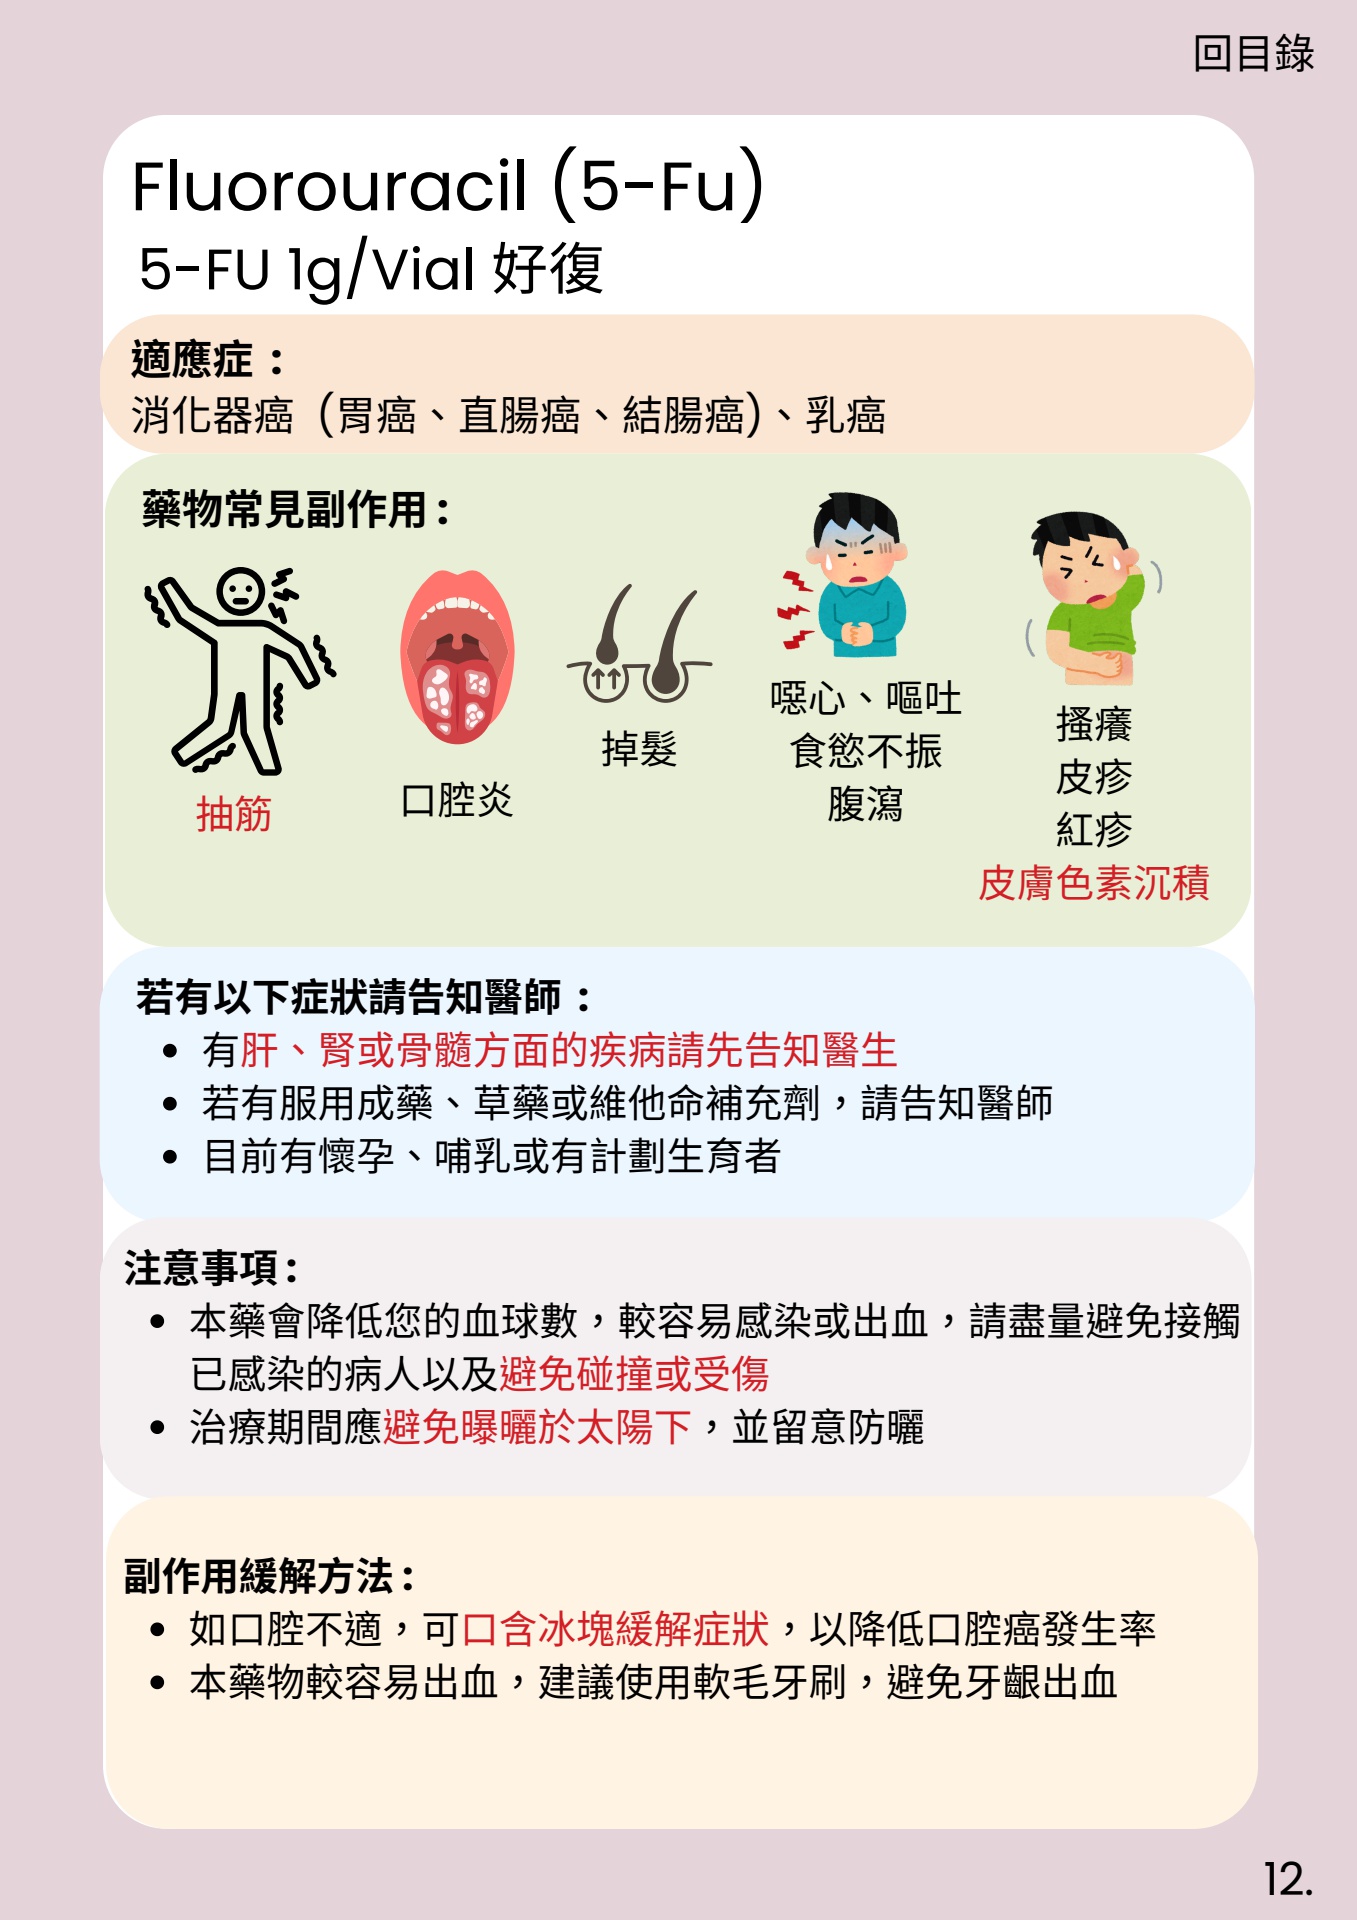 回目錄
Fluorouracil (5-Fu)
5-FU 1g/Vial 好復
適應症：
消化器癌（胃癌、直腸癌、結腸癌）、乳癌
藥物常見副作用：
抽筋
口腔炎
掉髮
噁心、嘔吐
食慾不振
腹瀉
搔癢
皮疹
紅疹
皮膚色素沉積
若有以下症狀請告知醫師：
• 有肝、腎或骨髓方面的疾病請先告知醫生
• 若有服用成藥、草藥或維他命補充劑，請告知醫師
• 目前有懷孕、哺乳或有計劃生育者
注意事項：
• 本藥會降低您的血球數，較容易感染或出血，請盡量避免接觸
已感染的病人以及避免碰撞或受傷
• 治療期間應避免曝曬於太陽下，並留意防曬
副作用緩解方法：
• 如口腔不適，可口含冰塊緩解症狀，以降低口腔癌發生率
• 本藥物較容易出血，建議使用軟毛牙刷，避免牙齦出血
12.